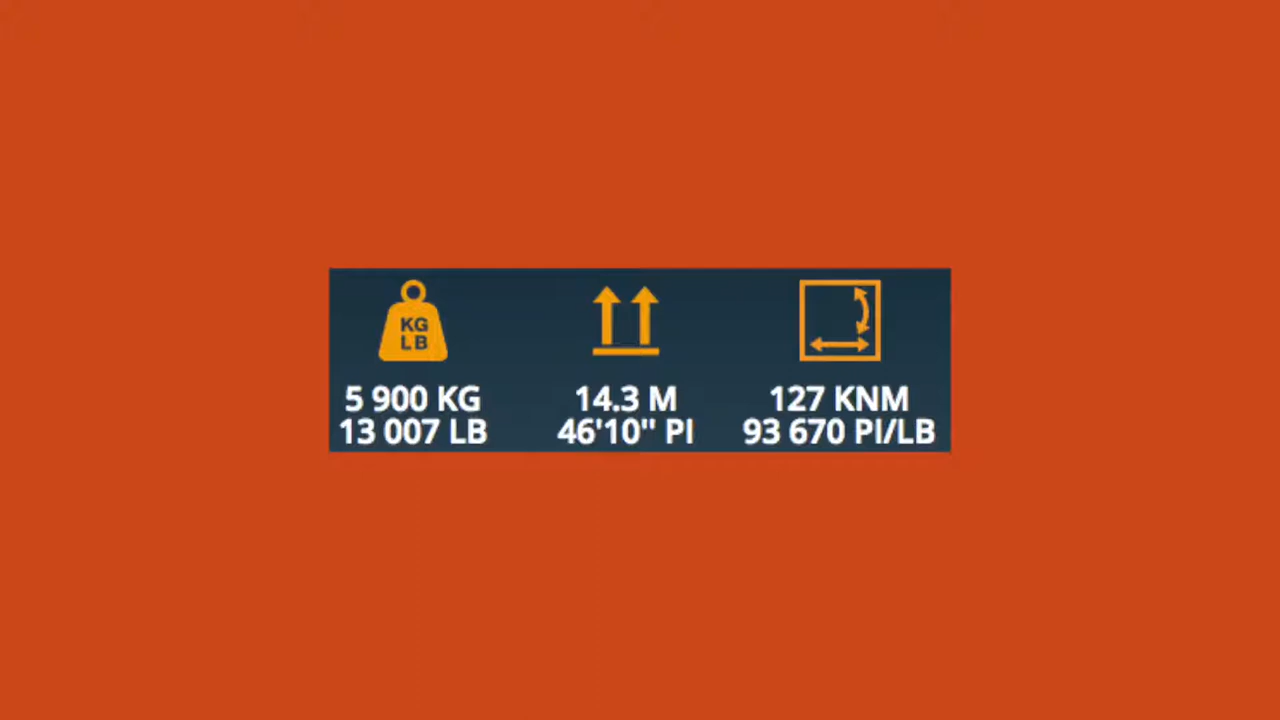 KG
LB
5 900 KG
13 007 LB
14.3 M
46'10'' PI
127 KNM
93 670 PI/LB